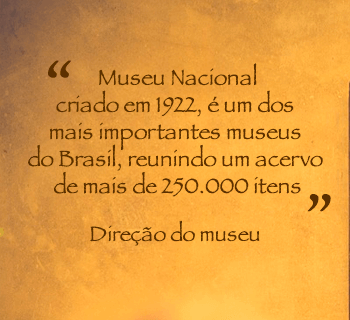 “ Museu Nacional
criado em 1922, é um dos
mais importantes museus
do Brasil, reunindo um acervo
de mais de 250.000 itens ”
Direção do museu